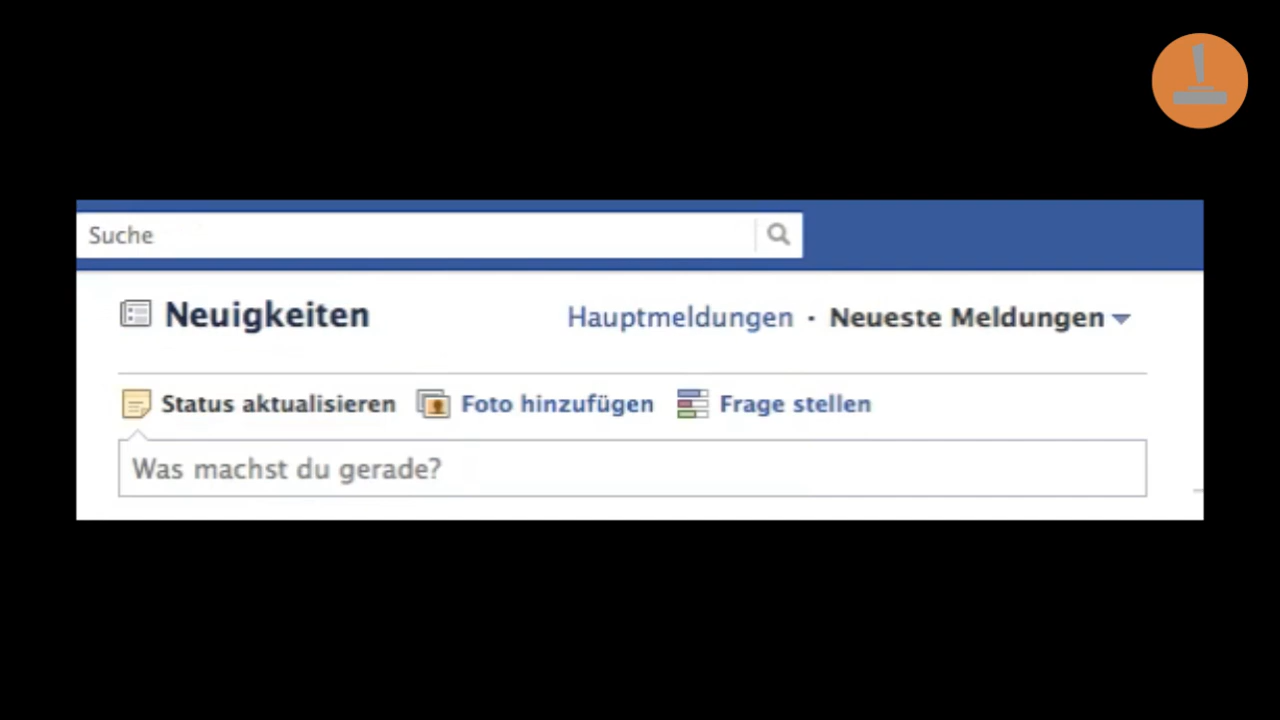 Suche
Neuigkeiten Hauptmeldungen · Neueste Meldungen
Status aktualisieren Foto hinzufügen Frage stellen
Was machst du gerade?